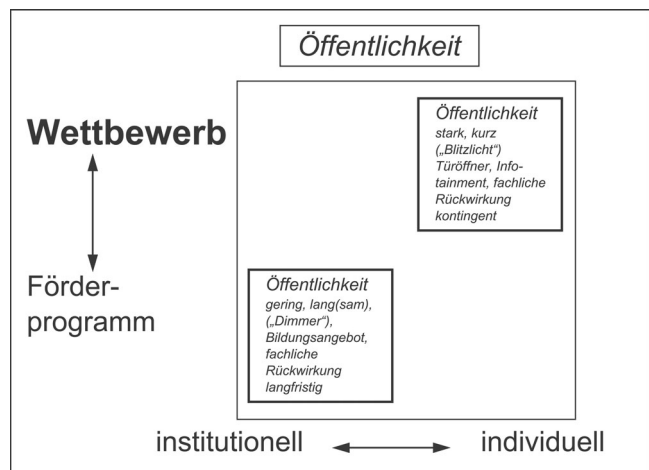 Öffentlichkeit
Wettbewerb
Öffentlichkeit
stark, kurz
(„Blitzlicht“)
Türöffner, Info-
tainment, fachliche
Rückwirkung
kontingent
Förder-
programm
Öffentlichkeit
gering, lang(sam),
(„Dimmer“),
Bildungsangebot,
fachliche
Rückwirkung
langfristig
institutionell
individuell